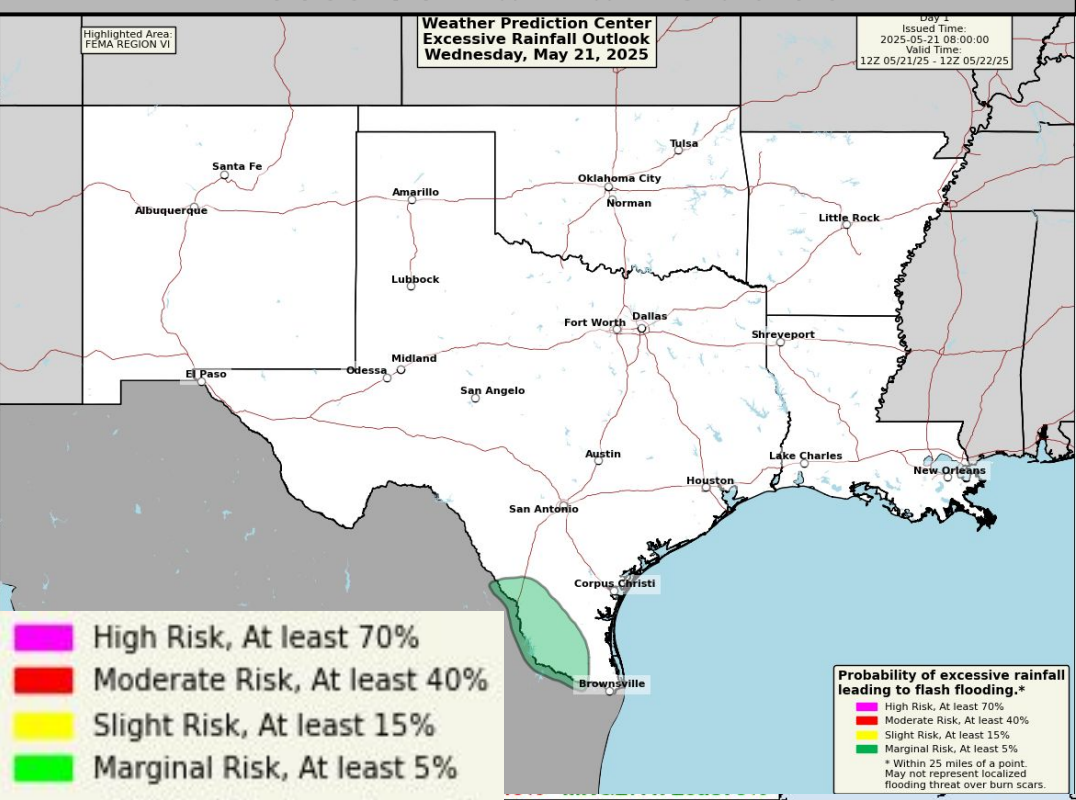 Weather Prediction Center
Excessive Rainfall Outlook
Wednesday, May 21, 2025
Highlighted Area:
FEMA REGION VI
Day 1
Issued Time:
2025-05-21 08:00:00
Valid Time:
12Z 05/21/25 - 12Z 05/22/25
Tulsa
Santa Fe
Oklahoma City
Amarillo
Norman
Albuquerque
Little Rock
Lubbock
Dallas
Fort Worth
Shreveport
Midland
Odessa
El Paso
San Angelo
Austin
Lake Charles
New Orleans
Houston
San Antonio
Corpus Christi
Brownsville
High Risk, At least 70%
Moderate Risk, At least 40%
Slight Risk, At least 15%
Marginal Risk, At least 5%
Probability of excessive rainfall
leading to flash flooding.*
High Risk, At least 70%
Moderate Risk, At least 40%
Slight Risk, At least 15%
Marginal Risk, At least 5%
* Within 25 miles of a point.
May not represent localized
flooding threat over burn scars.